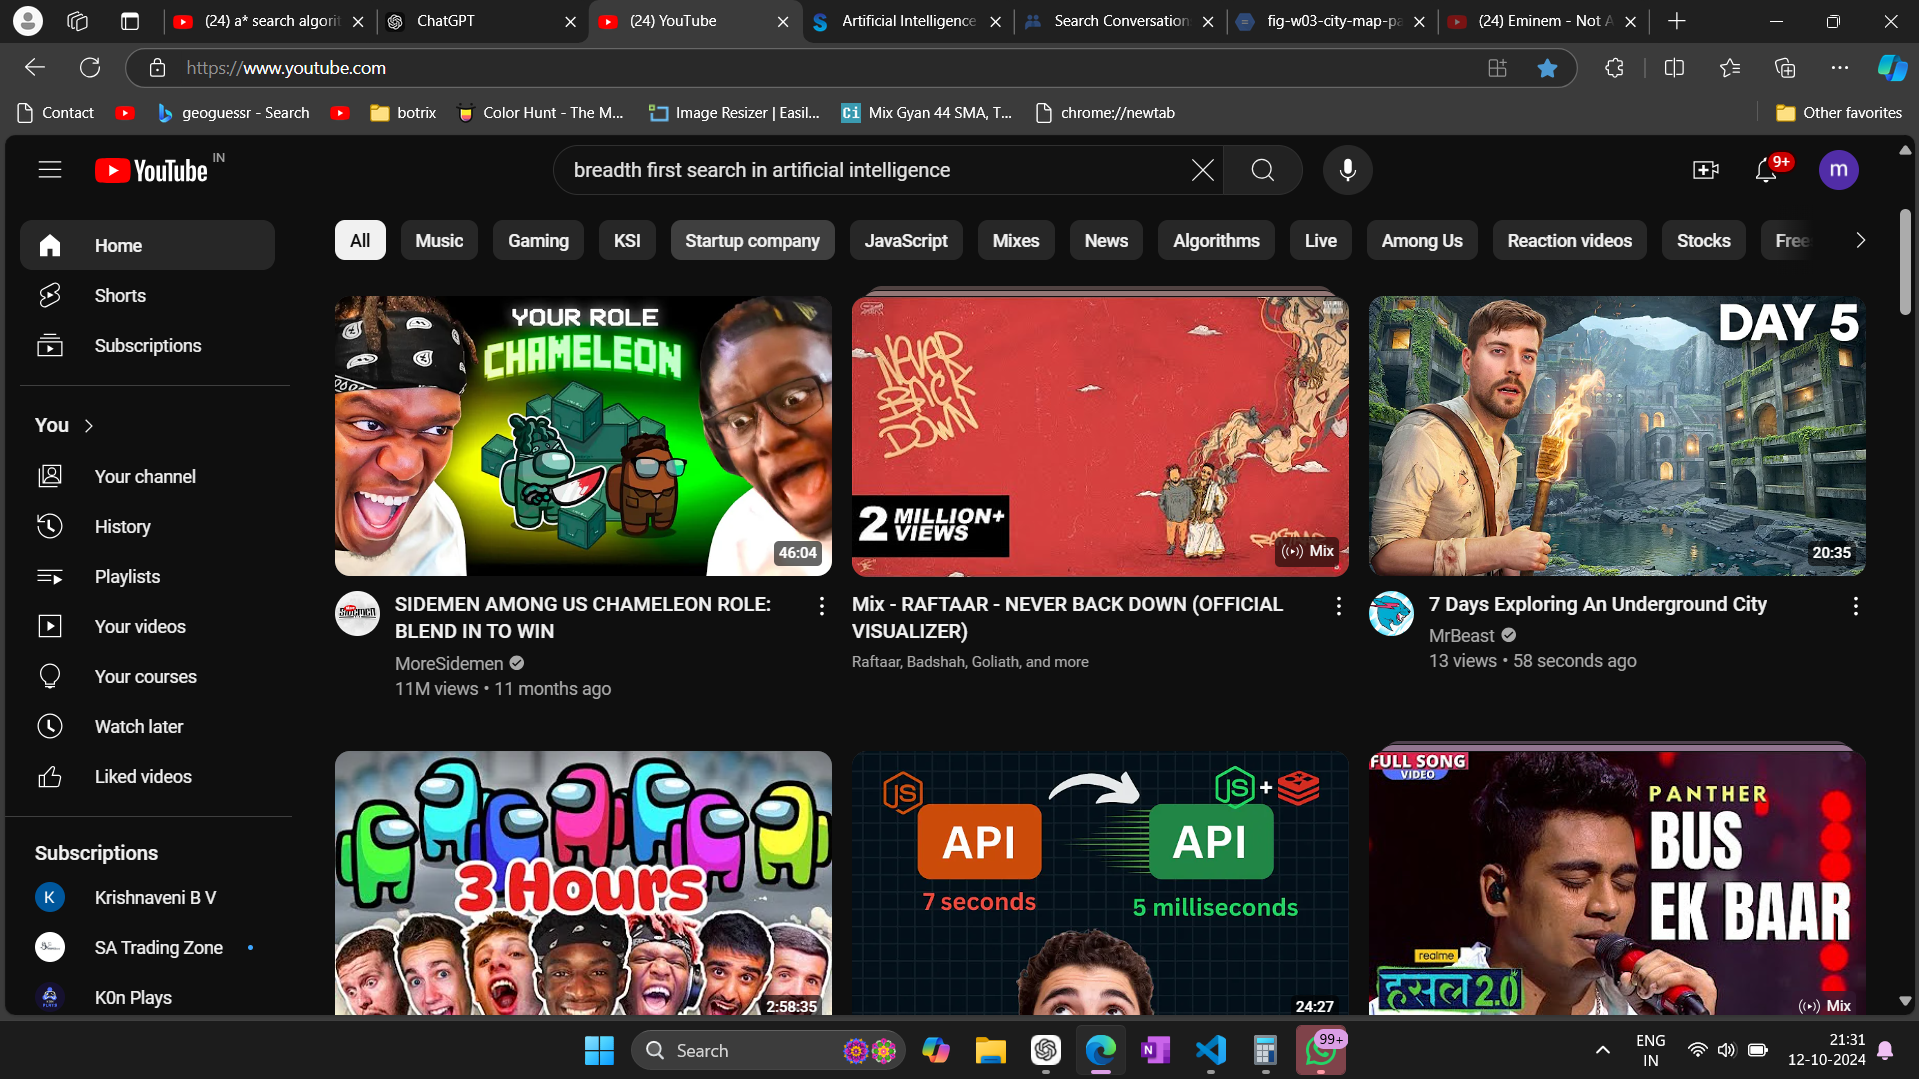 (24) a* search algorit
ChatGPT
(24) YouTube
Artificial Intelligence
Search Conversation
fig-w03-city-map-pa
(24) Eminem - Not A
https://www.youtube.com
Contact
geoguessr - Search
botrix
Color Hunt - The M...
Image Resizer | Easil...
Ci
Mix Gyan 44 SMA, T...
chrome://newtab
Other favorites
YouTube IN
breadth first search in artificial intelligence
9+
m
Home
Shorts
Subscriptions
You
Your channel
History
Playlists
Your videos
Your courses
Watch later
Liked videos
Subscriptions
K
Krishnaveni B V
SA Trading Zone
K0n Plays
All
Music
Gaming
KSI
Startup company
JavaScript
Mixes
News
Algorithms
Live
Among Us
Reaction videos
Stocks
Free
YOUR ROLE
CHAMELEON
46:04
SIDEMEN AMONG US CHAMELEON ROLE:
BLEND IN TO WIN
MoreSidemen
11M views • 11 months ago
NEVER
BACK
DOWN
2 MILLION+
VIEWS
Mix
Mix - RAFTAAR - NEVER BACK DOWN (OFFICIAL
VISUALIZER)
Raftaar, Badshah, Goliath, and more
DAY 5
20:35
7 Days Exploring An Underground City
MrBeast
13 views • 58 seconds ago
3 Hours
2:58:35
JS
JS +
API
API
7 seconds
5 milliseconds
24:27
FULL SONG
VIDEO
PANTHER
BUS
EK BAAR
realme
हसल 2.0
Mix
Search
99+
ENG
IN
21:31
12-10-2024